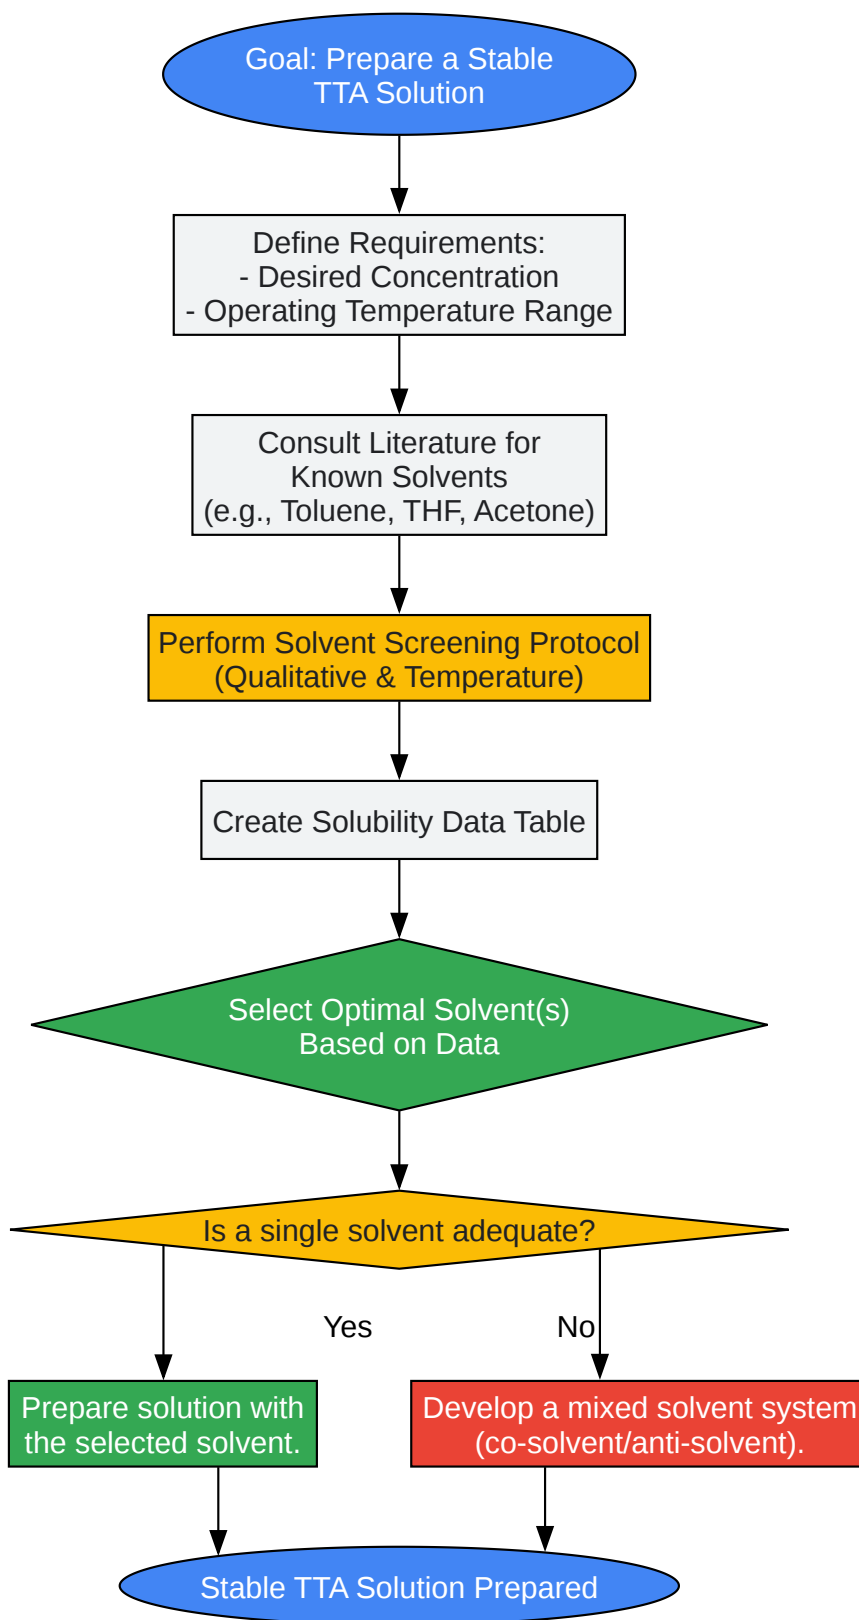 Goal: Prepare a Stable
TTA Solution
Define Requirements:
- Desired Concentration
- Operating Temperature Range
Consult Literature for
Known Solvents
(e.g., Toluene, THF, Acetone)
Perform Solvent Screening Protocol
(Qualitative & Temperature)
Create Solubility Data Table
Select Optimal Solvent(s)
Based on Data
Is a single solvent adequate?
Yes
No
Prepare solution with
the selected solvent.
Develop a mixed solvent system
(co-solvent/anti-solvent).
Stable TTA Solution Prepared